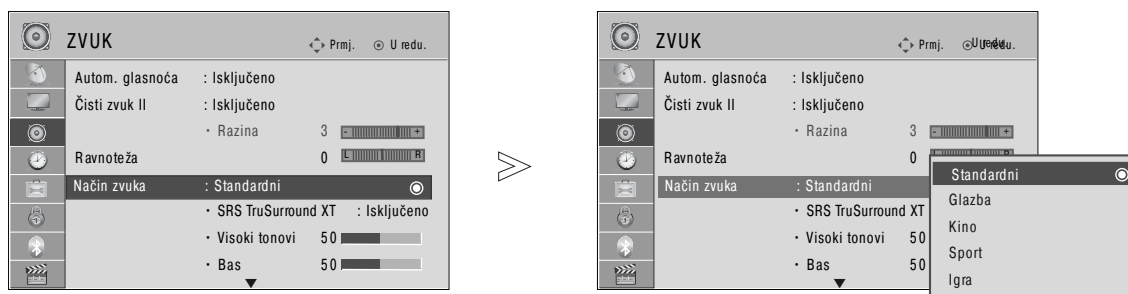 ZVUK Prmj. U redu.
Autom. glasnoća : Isključeno
Čisti zvuk II : Isključeno
• Razina 3 - +
Ravnoteža 0 L R
Način zvuka : Standardni
• SRS TruSurround XT : Isključeno
• Visoki tonovi 50
• Bas 50
ZVUK Prmj. U redu.
Autom. glasnoća : Isključeno
Čisti zvuk II : Isključeno
• Razina 3 - +
Ravnoteža 0
Način zvuka : Standardni
• SRS TruSurround XT
• Visoki tonovi 50
• Bas 50
Standardni
Glazba
Kino
Sport
Igra